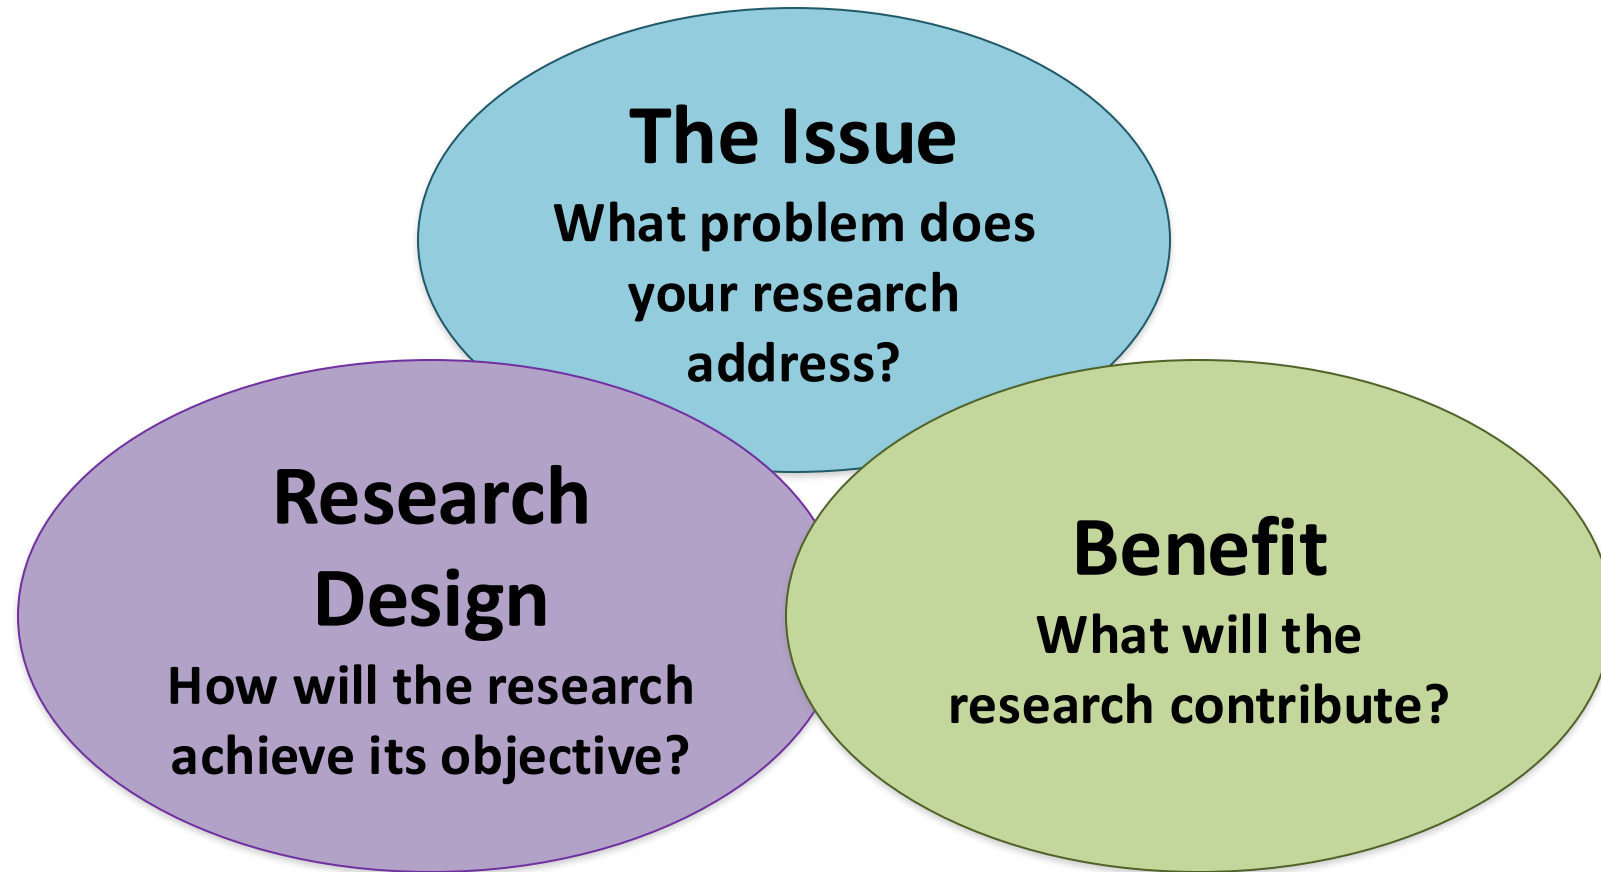 The Issue
What problem does
your research
address?
Research
Design
How will the research
achieve its objective?
Benefit
What will the
research contribute?